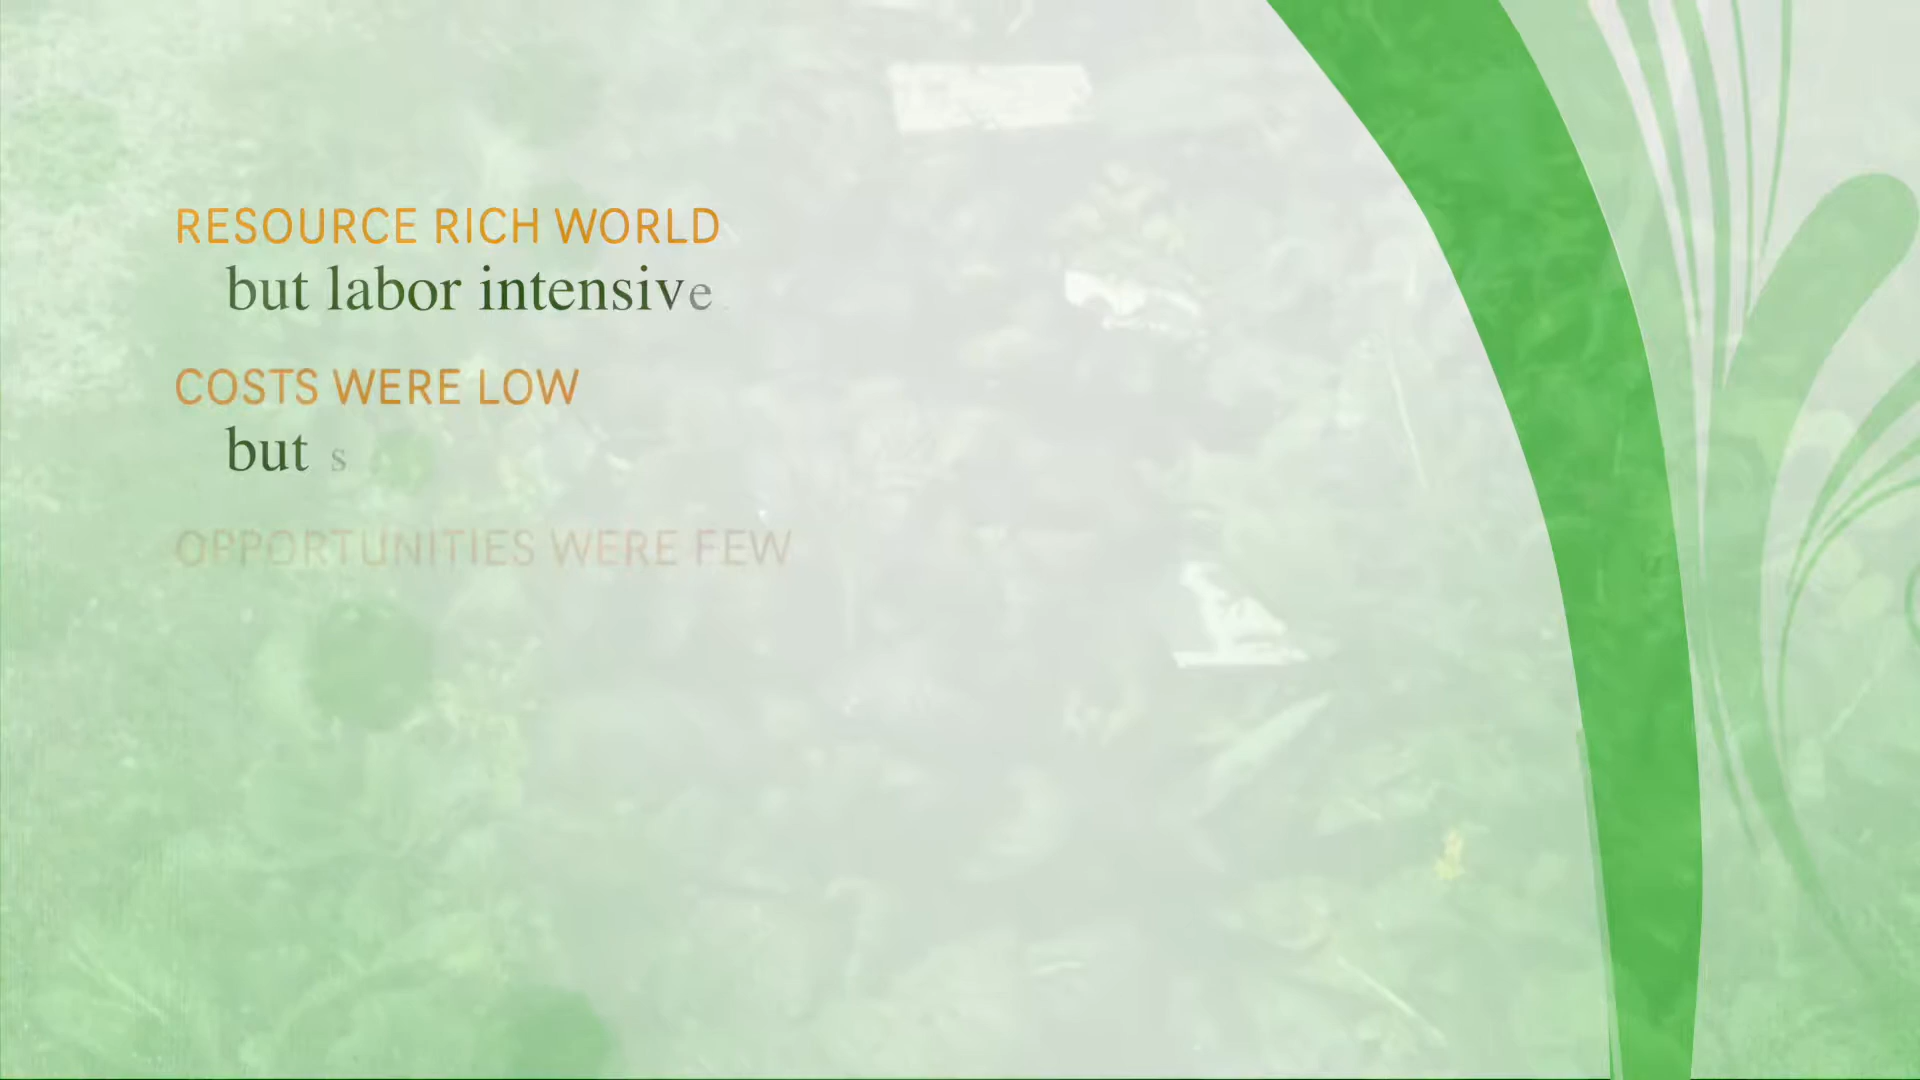 RESOURCE RICH WORLD
but labor intensive
COSTS WERE LOW
but s
OPPORTUNITIES WERE FEW